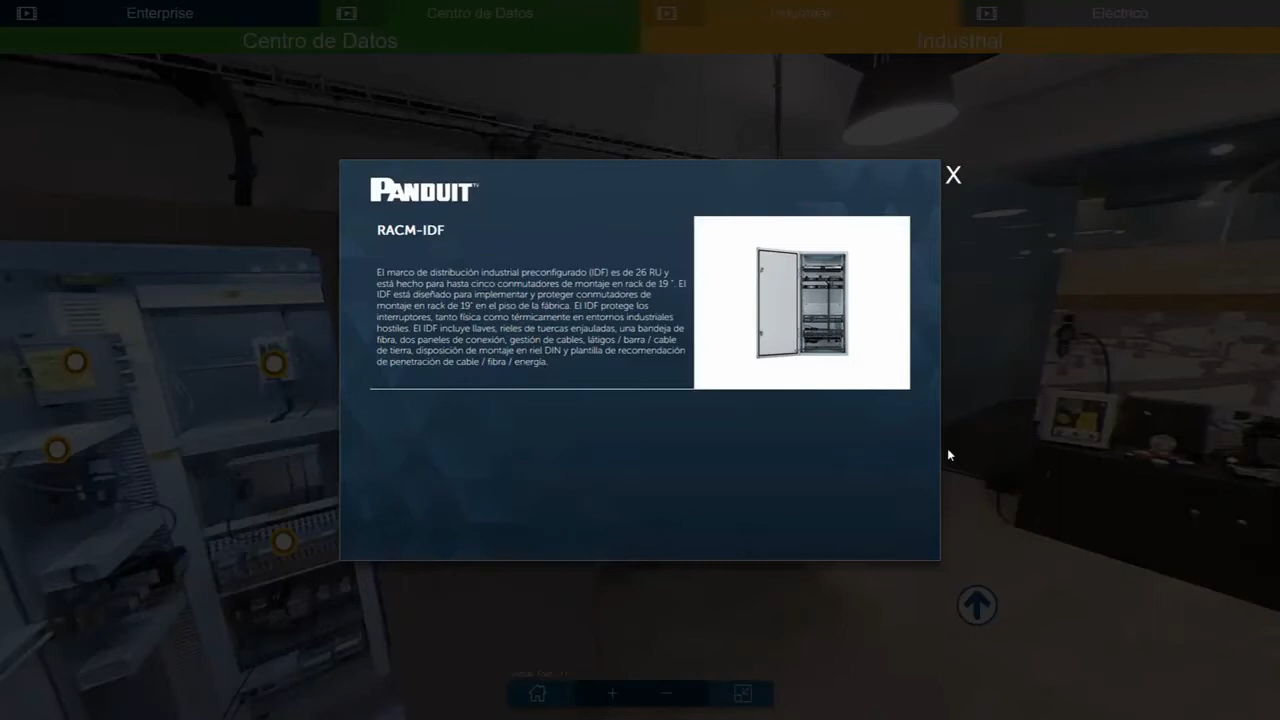 Enterprise
Centro de Datos
Industrial
Eléctrico
Centro de Datos
Industrial
X
PANDUIT™
RACM-IDF
El marco de distribución industrial preconfigurado (IDF) es de 26 RU y
está hecho para hasta cinco conmutadores de montaje en rack de 19 ". El
IDF está diseñado para implementar y proteger conmutadores de
montaje en rack de 19" en el piso de la fábrica. El IDF protege los
interruptores, tanto física como térmicamente en entornos industriales
hostiles. El IDF incluye llaves, rieles de tuercas enjauladas, una bandeja de
fibra, dos paneles de conexión, gestión de cables, látigos / barra / cable
de tierra, disposición de montaje en riel DIN y plantilla de recomendación
de penetración de cable / fibra / energía.